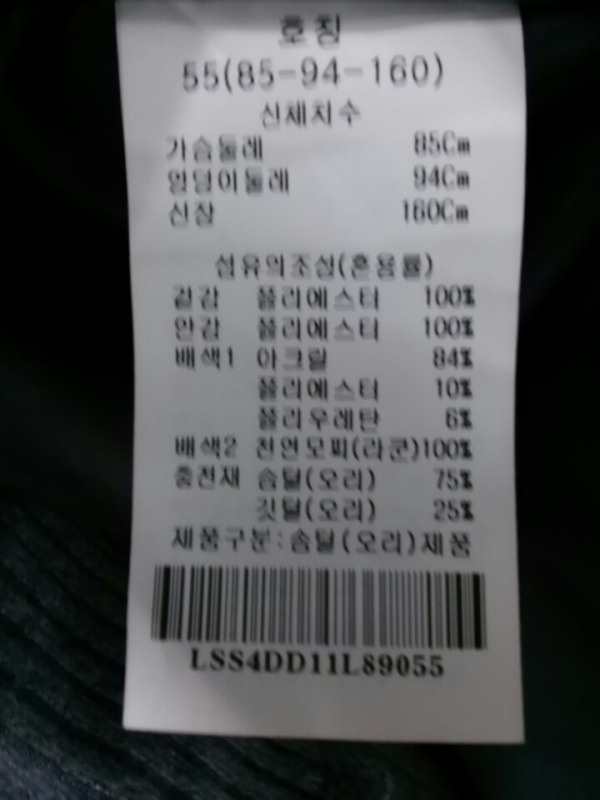 호칭
55(85-94-160)
신체치수
가슴둘레 85Cm
엉덩이둘레 94Cm
신장 160Cm
섬유의조성(혼용률)
겉감 폴리에스터 100%
안감 폴리에스터 100%
배색1 아크릴 84%
폴리에스터 10%
폴리우레탄 6%
배색2 천연모피(라쿤)100%
충전재 솜털(오리) 75%
깃털(오리) 25%
제품구분:솜털(오리)제품
LSS4DD11L89055